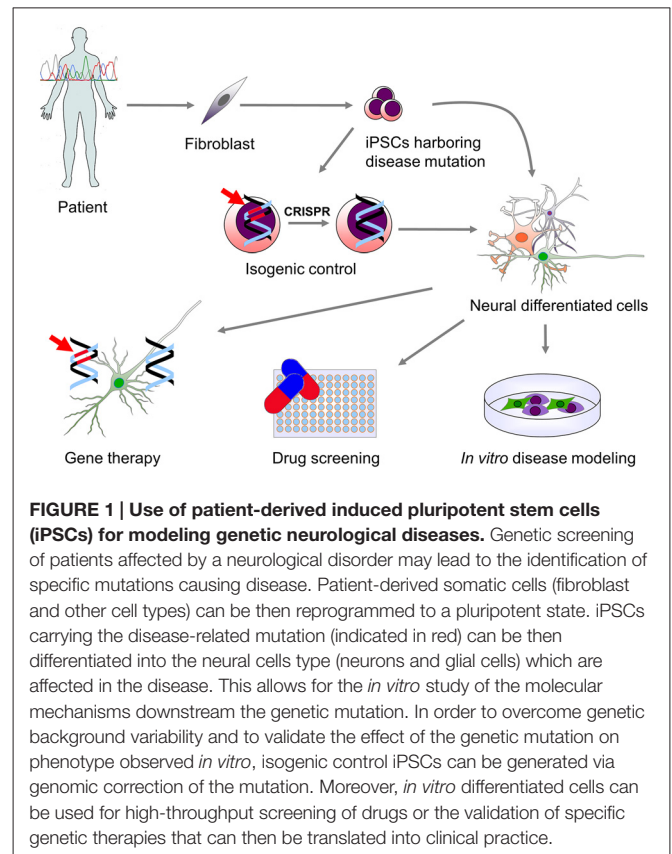 Patient
Fibroblast
iPSCs harboring
disease mutation
CRISPR
Isogenic control
Neural differentiated cells
Gene therapy
Drug screening
In vitro disease modeling
FIGURE 1 | Use of patient-derived induced pluripotent stem cells
(iPSCs) for modeling genetic neurological diseases. Genetic screening
of patients affected by a neurological disorder may lead to the identification of
specific mutations causing disease. Patient-derived somatic cells (fibroblast
and other cell types) can be then reprogrammed to a pluripotent state. iPSCs
carrying the disease-related mutation (indicated in red) can be then
differentiated into the neural cells type (neurons and glial cells) which are
affected in the disease. This allows for the in vitro study of the molecular
mechanisms downstream the genetic mutation. In order to overcome genetic
background variability and to validate the effect of the genetic mutation on
phenotype observed in vitro, isogenic control iPSCs can be generated via
genomic correction of the mutation. Moreover, in vitro differentiated cells can
be used for high-throughput screening of drugs or the validation of specific
genetic therapies that can then be translated into clinical practice.